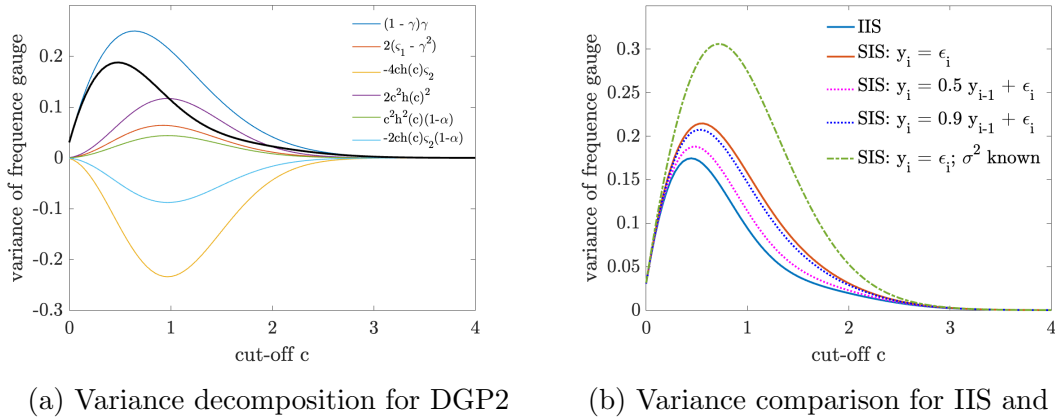 variance of frequence gauge
0.2
0.1
0
-0.1
-0.2
-0.3
0
1
2
3
4
cut-off c
(1 - γ)γ
2(ς₁ - γ²)
-4ch(c)ς₂
2c²h(c)²
c²h²(c)(1-α)
-2ch(c)ς₂(1-α)
(a) Variance decomposition for DGP2
variance of frequence gauge
0.3
0.25
0.2
0.15
0.1
0.05
0
0
1
2
3
4
cut-off c
IIS
SIS: yᵢ = ϵᵢ
SIS: yᵢ = 0.5 yᵢ₋₁ + ϵᵢ
SIS: yᵢ = 0.9 yᵢ₋₁ + ϵᵢ
SIS: yᵢ = ϵᵢ; σ² known
(b) Variance comparison for IIS and